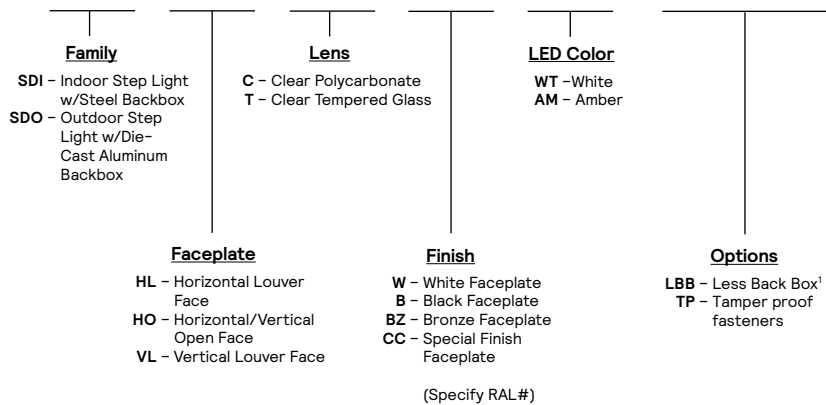 Family
SDI – Indoor Step Light
w/Steel Backbox
SDO – Outdoor Step
Light w/Die-
Cast Aluminum
Backbox
Lens
C – Clear Polycarbonate
T – Clear Tempered Glass
LED Color
WT –White
AM – Amber
Faceplate
HL – Horizontal Louver
Face
HO – Horizontal/Vertical
Open Face
VL – Vertical Louver Face
Finish
W – White Faceplate
B – Black Faceplate
BZ – Bronze Faceplate
CC – Special Finish
Faceplate
(Specify RAL#)
Options
LBB – Less Back Box¹
TP – Tamper proof
fasteners